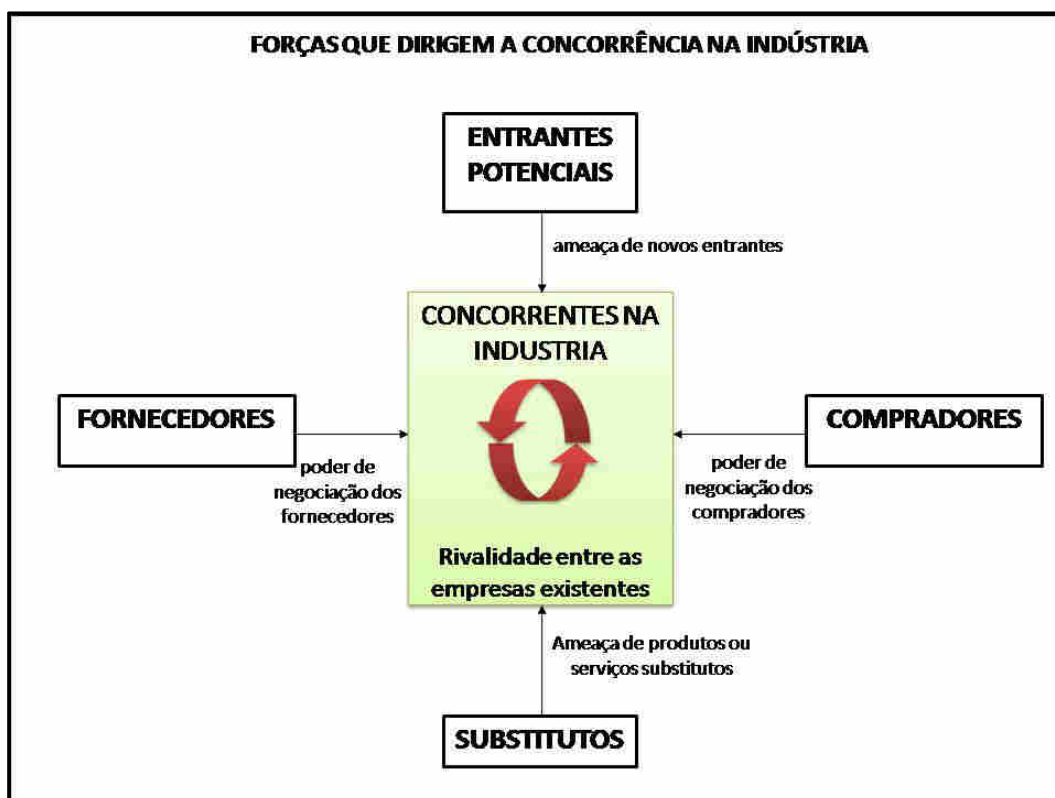 FORÇAS QUE DIRIGEM A CONCORRÊNCIA NA INDÚSTRIA
ENTRANTES
POTENCIAIS
ameaça de novos entrantes
CONCORRENTES NA
INDUSTRIA
FORNECEDORES
COMPRADORES
poder de
negociação dos
fornecedores
poder de
negociação dos
compradores
Rivalidade entre as
empresas existentes
Ameaça de produtos ou
serviços substitutos
SUBSTITUTOS